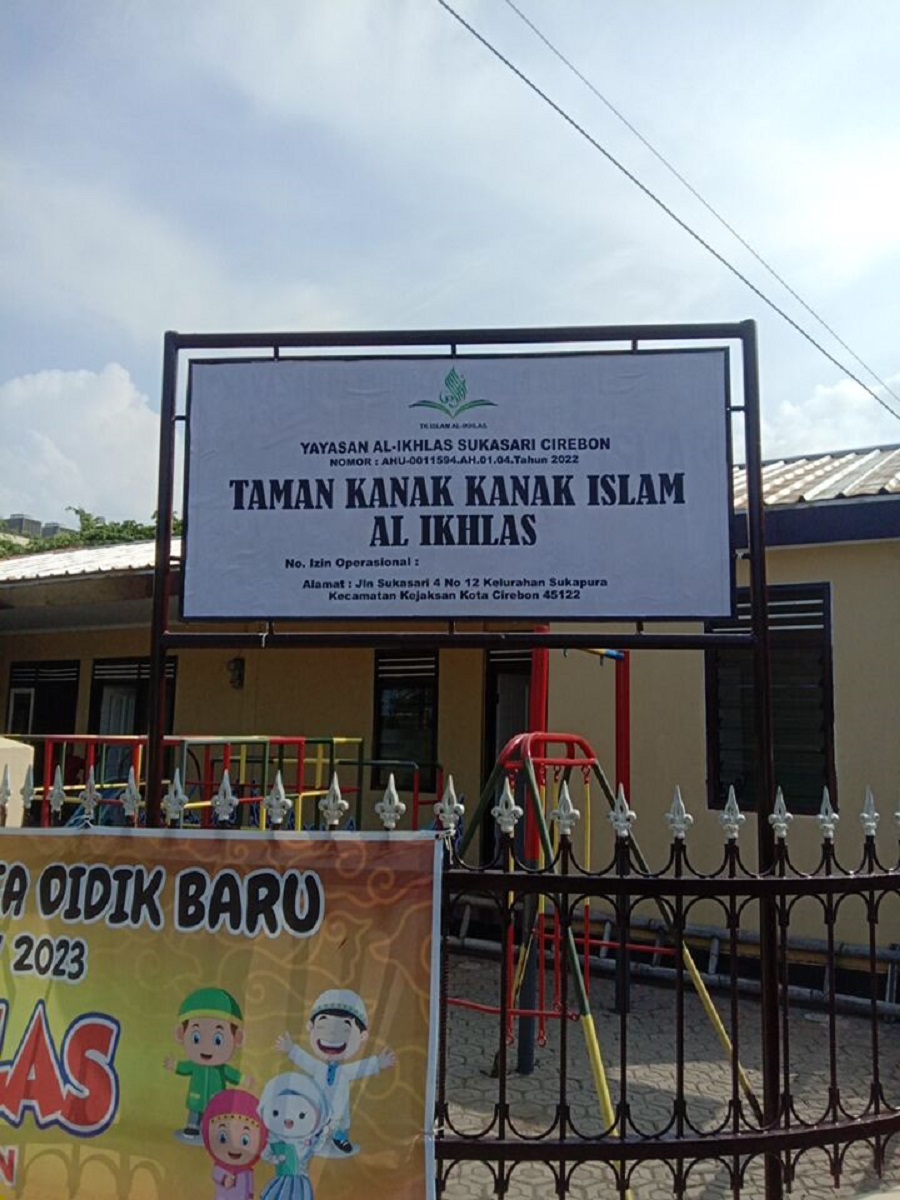 TK ISLAM AL-IKHLAS
YAYASAN AL-IKHLAS SUKASARI CIREBON
NOMOR : AHU-0011594.AH.01.04.Tahun 2022
TAMAN KANAK KANAK ISLAM
AL IKHLAS
No. Izin Operasional :
Alamat : Jln Sukasari 4 No 12 Kelurahan Sukapura
Kecamatan Kejaksan Kota Cirebon 45122
DIDIK BARU
2023
LAS